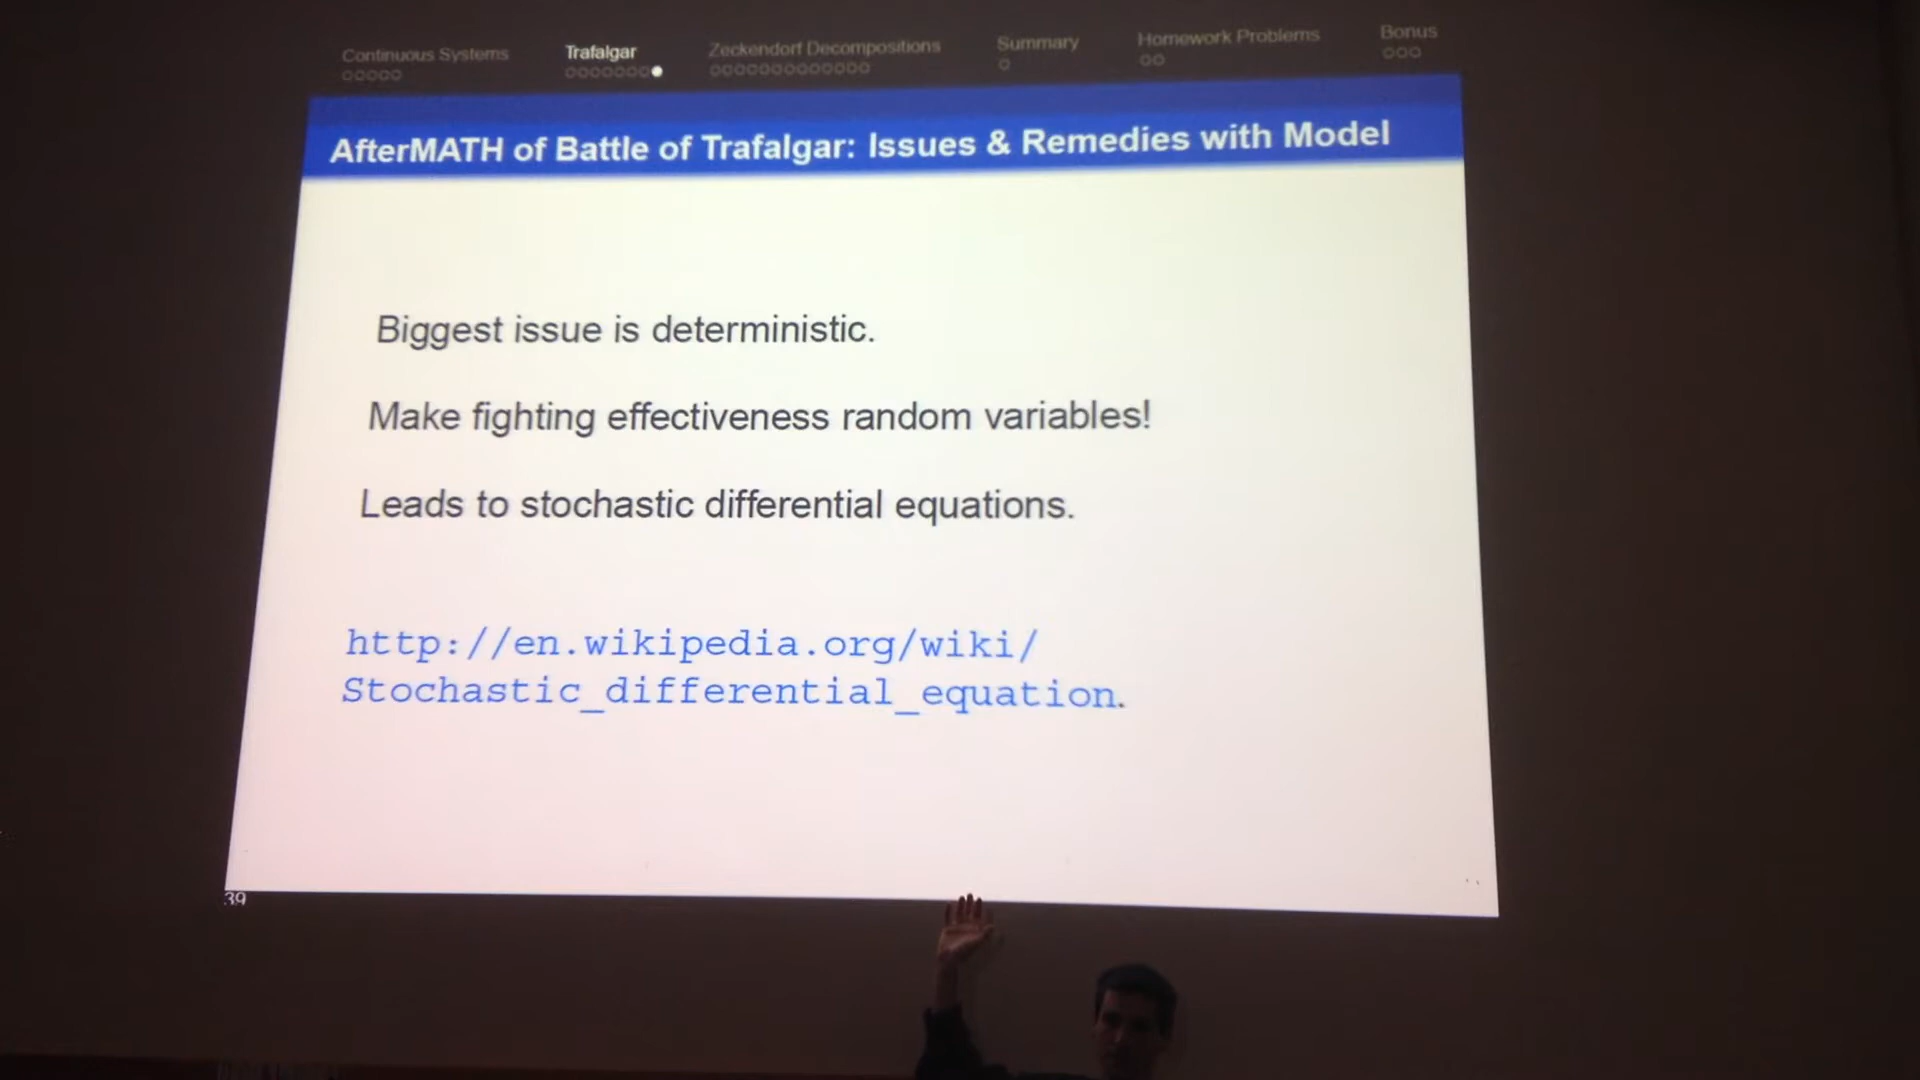 Continuous Systems
Trafalgar
Zeckendorf Decompositions
Summary
Homework Problems
Bonus
AfterMATH of Battle of Trafalgar: Issues & Remedies with Model
Biggest issue is deterministic.
Make fighting effectiveness random variables!
Leads to stochastic differential equations.
http://en.wikipedia.org/wiki/
Stochastic_differential_equation.
39